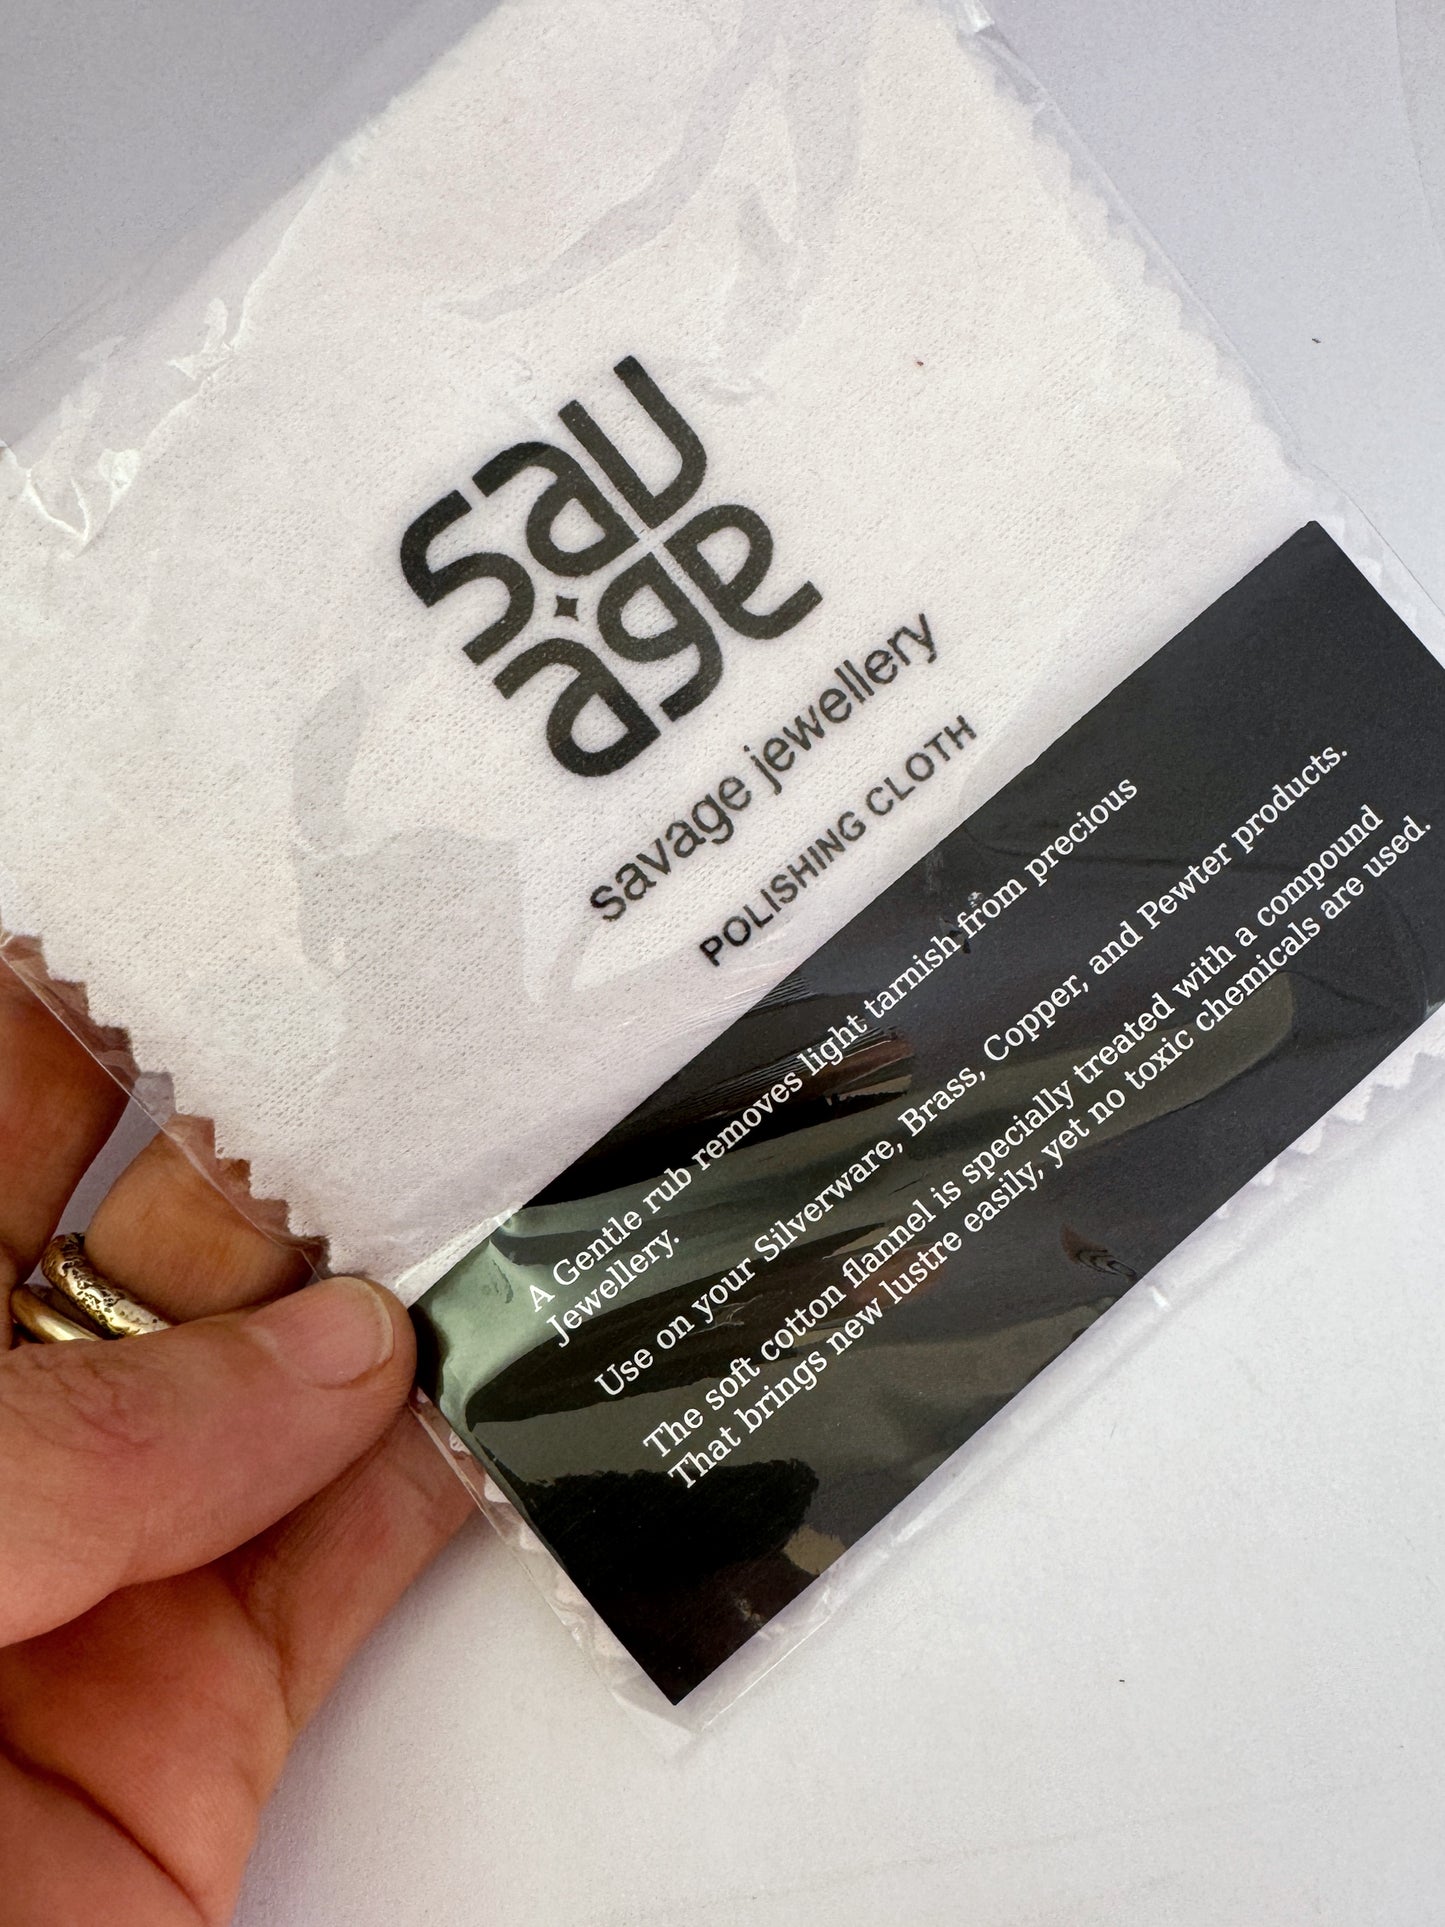 sav
age
savage jewellery
POLISHING CLOTH
A Gentle rub removes light tarnish from precious
Jewellery.
Use on your Silverware, Brass, Copper, and Pewter products.
The soft cotton flannel is specially treated with a compound
That brings new lustre easily, yet no toxic chemicals are used.